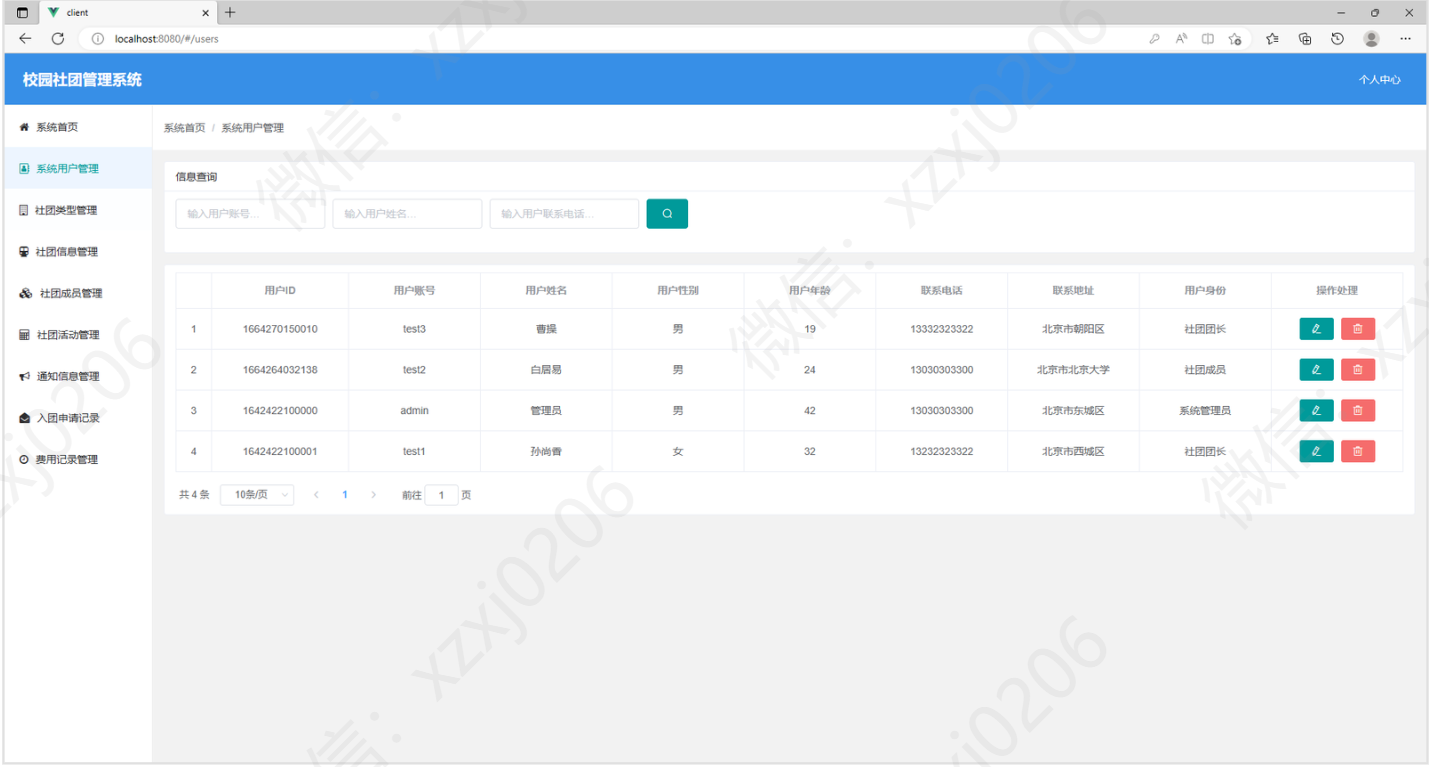 client
localhost:8080/#/users
校园社团管理系统
个人中心
系统首页
系统用户管理
社团类型管理
社团信息管理
社团成员管理
社团活动管理
通知信息管理
入团申请记录
费用记录管理
系统首页 / 系统用户管理
信息查询
输入用户账号... 输入用户姓名... 输入用户联系电话...
用户ID 用户账号 用户姓名 用户性别 用户年龄 联系电话 联系地址 用户身份 操作处理
1 1664270150010 test3 曹操 男 19 13332323322 北京市朝阳区 社团团长
2 1664264032138 test2 白居易 男 24 13030303300 北京市北京大学 社团成员
3 1642422100000 admin 管理员 男 42 13030303300 北京市东城区 系统管理员
4 1642422100001 test1 孙尚香 女 32 13232323322 北京市西城区 社团团长
共 4 条 10条/页 1 前往 1 页
微信：xzxj0206